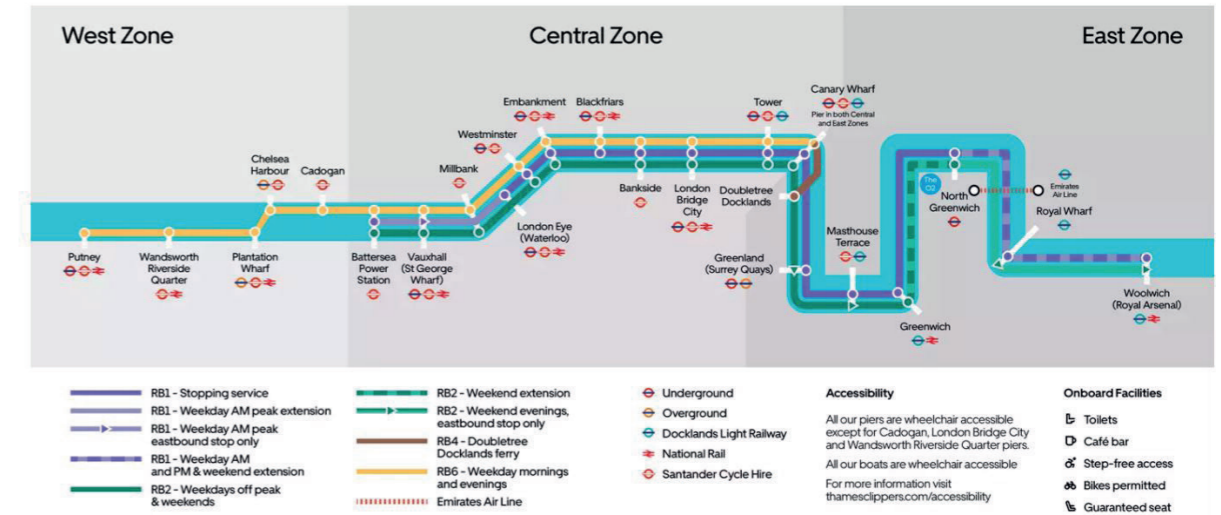 West Zone
Central Zone
East Zone
Embankment
Blackfriars
Tower
Canary Wharf
Pier in both Central
and East Zones
Westminster
Millbank
Chelsea
Harbour
Cadogan
Putney
Wandsworth
Riverside
Quarter
Plantation
Wharf
Battersea
Power
Station
Vauxhall
(St George
Wharf)
London Eye
(Waterloo)
Bankside
London
Bridge
City
Doubletree
Docklands
Greenland
(Surrey Quays)
Masthouse
Terrace
Greenwich
The
O2
North
Greenwich
Emirates
Air Line
Royal Wharf
Woolwich
(Royal Arsenal)
RB1 - Stopping service
RB1 - Weekday AM peak extension
RB1 - Weekday AM peak
eastbound stop only
RB1 - Weekday AM
and PM & weekend extension
RB2 - Weekdays off peak
& weekends
RB2 - Weekend extension
RB2 - Weekend evenings,
eastbound stop only
RB4 - Doubletree
Docklands ferry
RB6 - Weekday mornings
and evenings
Emirates Air Line
Underground
Overground
Docklands Light Railway
National Rail
Santander Cycle Hire
Accessibility
All our piers are wheelchair accessible
except for Cadogan, London Bridge City
and Wandsworth Riverside Quarter piers.
All our boats are wheelchair accessible
For more information visit
thamesclippers.com/accessibility
Onboard Facilities
Toilets
Café bar
Step-free access
Bikes permitted
Guaranteed seat